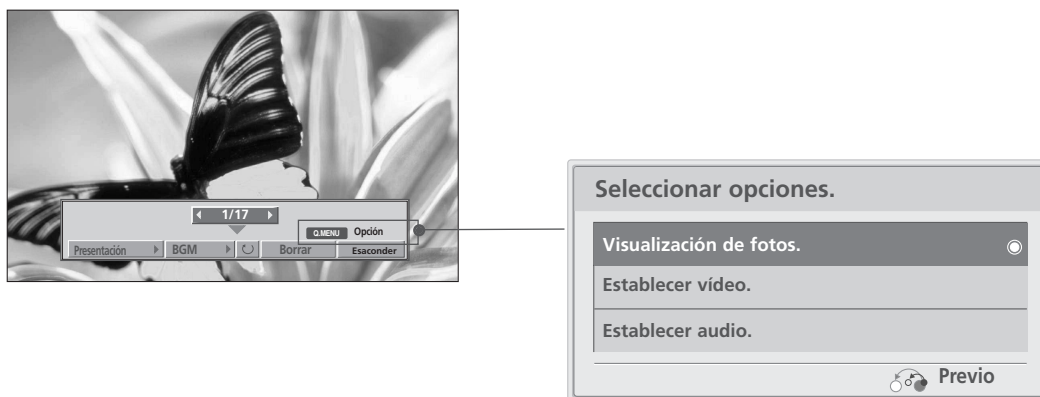 1/17
Q.MENU Opción
Presentación BGM Borrar Esaconder
Seleccionar opciones.
Visualización de fotos.
Establecer vídeo.
Establecer audio.
Previo